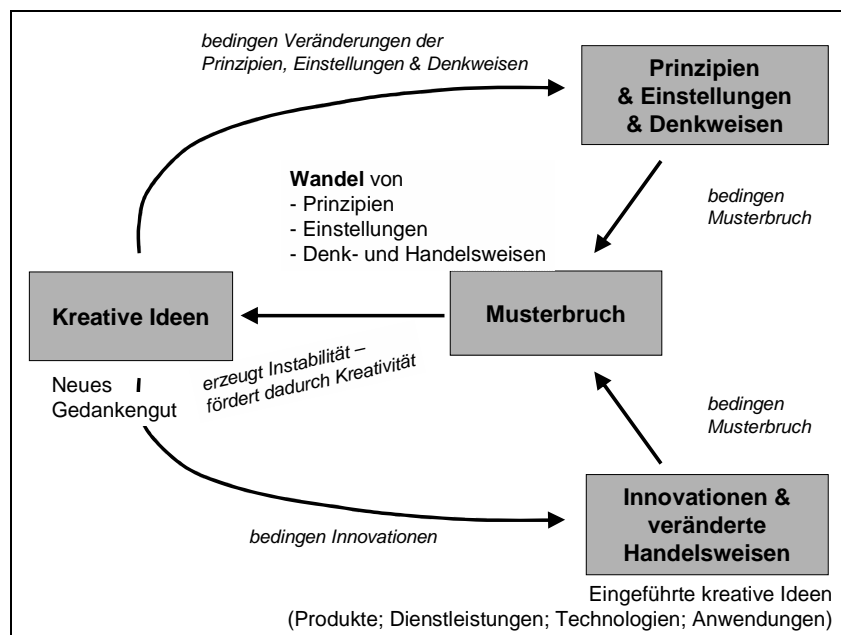 bedingen Veränderungen der
Prinzipien, Einstellungen & Denkweisen
Prinzipien
& Einstellungen
& Denkweisen
Wandel von
- Prinzipien
- Einstellungen
- Denk- und Handelsweisen
bedingen
Musterbruch
Kreative Ideen
Musterbruch
erzeugt Instabilität –
fördert dadurch Kreativität
Neues
Gedankengut
bedingen
Musterbruch
bedingen Innovationen
Innovationen &
veränderte
Handelsweisen
Eingeführte kreative Ideen
(Produkte; Dienstleistungen; Technologien; Anwendungen)